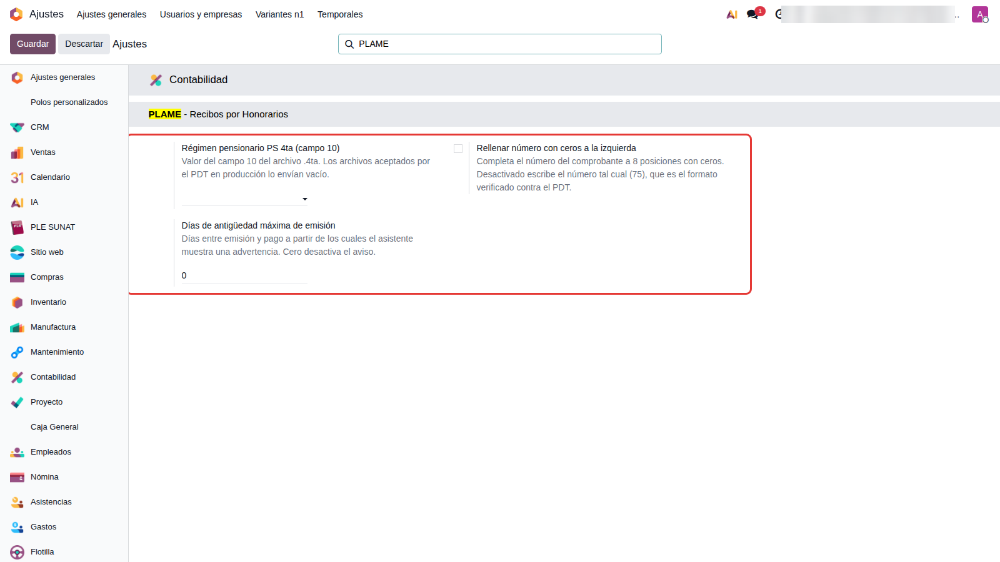 Ajustes
Ajustes generales
Usuarios y empresas
Variantes n1
Temporales
1
..
A
Guardar
Descartar
Ajustes
PLAME
Ajustes generales
Polos personalizados
CRM
Ventas
Calendario
IA
PLE SUNAT
Sitio web
Compras
Inventario
Manufactura
Mantenimiento
Contabilidad
Proyecto
Caja General
Empleados
Nómina
Asistencias
Gastos
Flotilla
Contabilidad
PLAME - Recibos por Honorarios
Régimen pensionario PS 4ta (campo 10)
Valor del campo 10 del archivo .4ta. Los archivos aceptados por
el PDT en producción lo envían vacío.
Rellenar número con ceros a la izquierda
Completa el número del comprobante a 8 posiciones con ceros.
Desactivado escribe el número tal cual (75), que es el formato
verificado contra el PDT.
Días de antigüedad máxima de emisión
Días entre emisión y pago a partir de los cuales el asistente
muestra una advertencia. Cero desactiva el aviso.
0